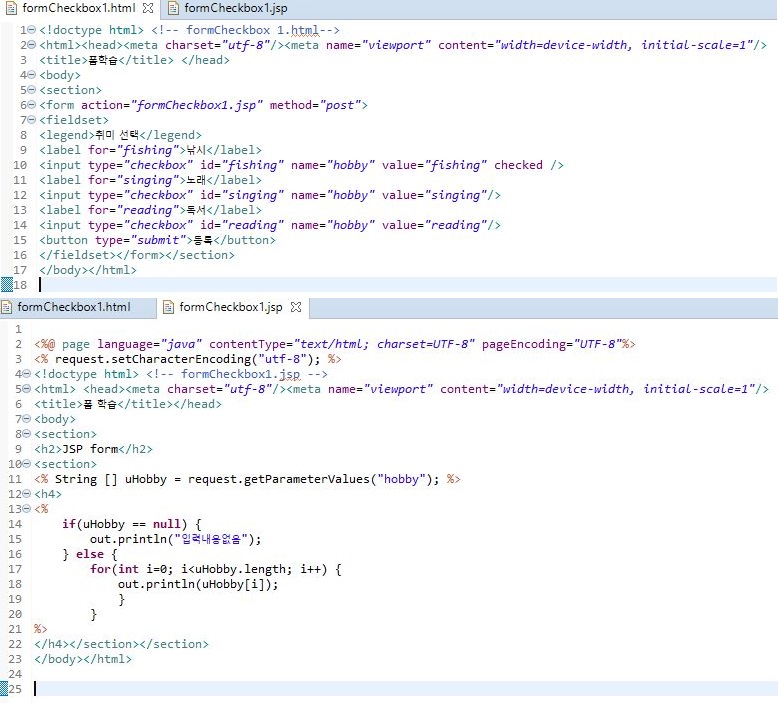 formCheckbox1.html formCheckbox1.jsp
1 <!doctype html> <!-- formCheckbox 1.html-->
2 <html><head><meta charset="utf-8"/><meta name="viewport" content="width=device-width, initial-scale=1"/>
3 <title>폼학습</title> </head>
4 <body>
5 <section>
6 <form action="formCheckbox1.jsp" method="post">
7 <fieldset>
8 <legend>취미 선택</legend>
9 <label for="fishing">낚시</label>
10 <input type="checkbox" id="fishing" name="hobby" value="fishing" checked />
11 <label for="singing">노래</label>
12 <input type="checkbox" id="singing" name="hobby" value="singing"/>
13 <label for="reading">독서</label>
14 <input type="checkbox" id="reading" name="hobby" value="reading"/>
15 <button type="submit">등록</button>
16 </fieldset></form></section>
17 </body></html>
18
formCheckbox1.html formCheckbox1.jsp
1
2 <%@ page language="java" contentType="text/html; charset=UTF-8" pageEncoding="UTF-8"%>
3 <% request.setCharacterEncoding("utf-8"); %>
4 <!doctype html> <!-- formCheckbox1.jsp -->
5 <html> <head><meta charset="utf-8"/><meta name="viewport" content="width=device-width, initial-scale=1"/>
6 <title>폼 학습</title></head>
7 <body>
8 <section>
9 <h2>JSP form</h2>
10 <section>
11 <% String [] uHobby = request.getParameterValues("hobby"); %>
12 <h4>
13 <%
14 if(uHobby == null) {
15 out.println("입력내용없음");
16 } else {
17 for(int i=0; i<uHobby.length; i++) {
18 out.println(uHobby[i]);
19 }
20 }
21 %>
22 </h4></section></section>
23 </body></html>
24
25